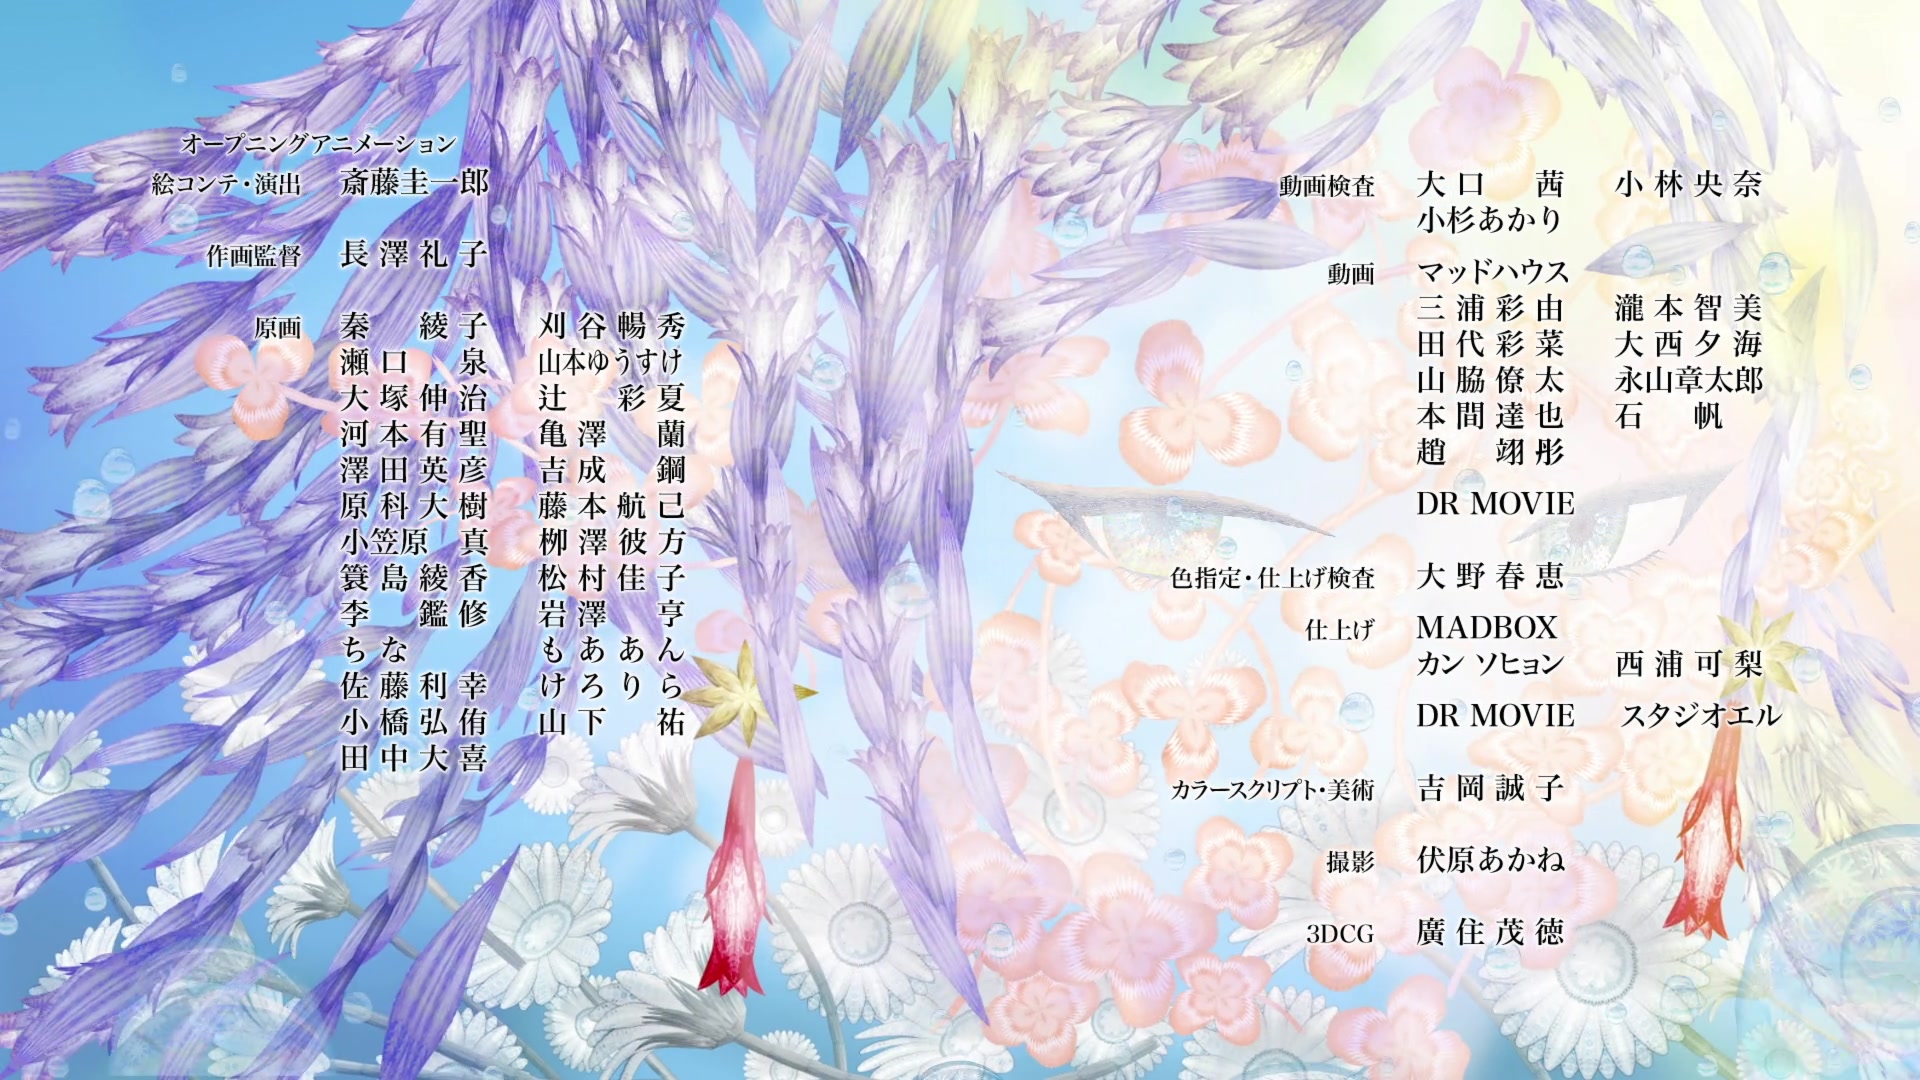 オープニングアニメーション
絵コンテ・演出 斎藤圭一郎
作画監督 長澤礼子
原画 秦 綾子 刈谷暢秀
瀬口 泉 山本ゆうすけ
大塚伸治 辻 彩夏
河本有聖 亀澤 蘭
澤田英彦 吉成 鋼
原科大樹 藤本航己
小笠原 真 栁澤彼方
簑島綾香 松村佳子
李 鑑修 岩澤 亨
ちな もああん
佐藤利幸 けろりら
小橋弘侑 山下 祐
田中大喜
動画検査 大口 茜 小林央奈
小杉あかり
動画 マッドハウス
三浦彩由 瀧本智美
田代彩菜 大西夕海
山脇僚太 永山章太郎
本間達也 石 帆
趙 翊彤
DR MOVIE
色指定・仕上げ検査 大野春恵
仕上げ MADBOX
カン ソヒョン 西浦可梨
DR MOVIE スタジオエル
カラースクリプト・美術 吉岡誠子
撮影 伏原あかね
3DCG 廣住茂徳